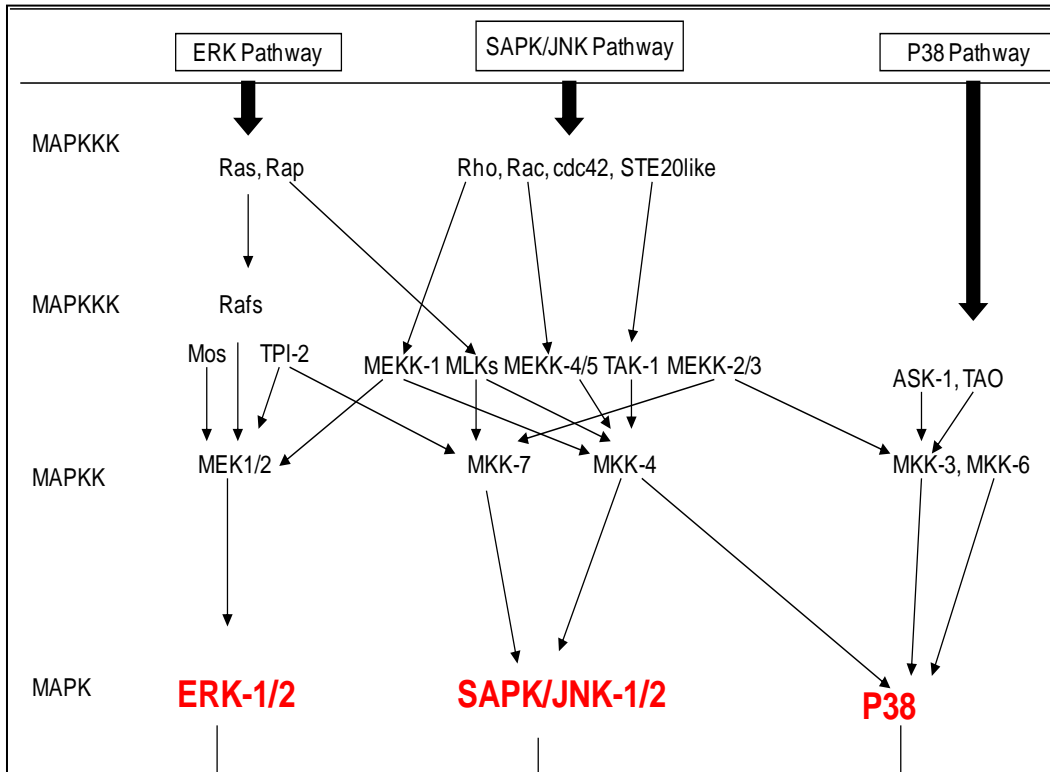 ERK Pathway
SAPK/JNK Pathway
P38 Pathway
MAPKKK
Ras, Rap
Rho, Rac, cdc42, STE20like
MAPKKK
Rafs
Mos
TPI-2
MEKK-1 MLKs MEKK-4/5 TAK-1 MEKK-2/3
ASK-1, TAO
MAPKK
MEK1/2
MKK-7
MKK-4
MKK-3, MKK-6
MAPK
ERK-1/2
SAPK/JNK-1/2
P38